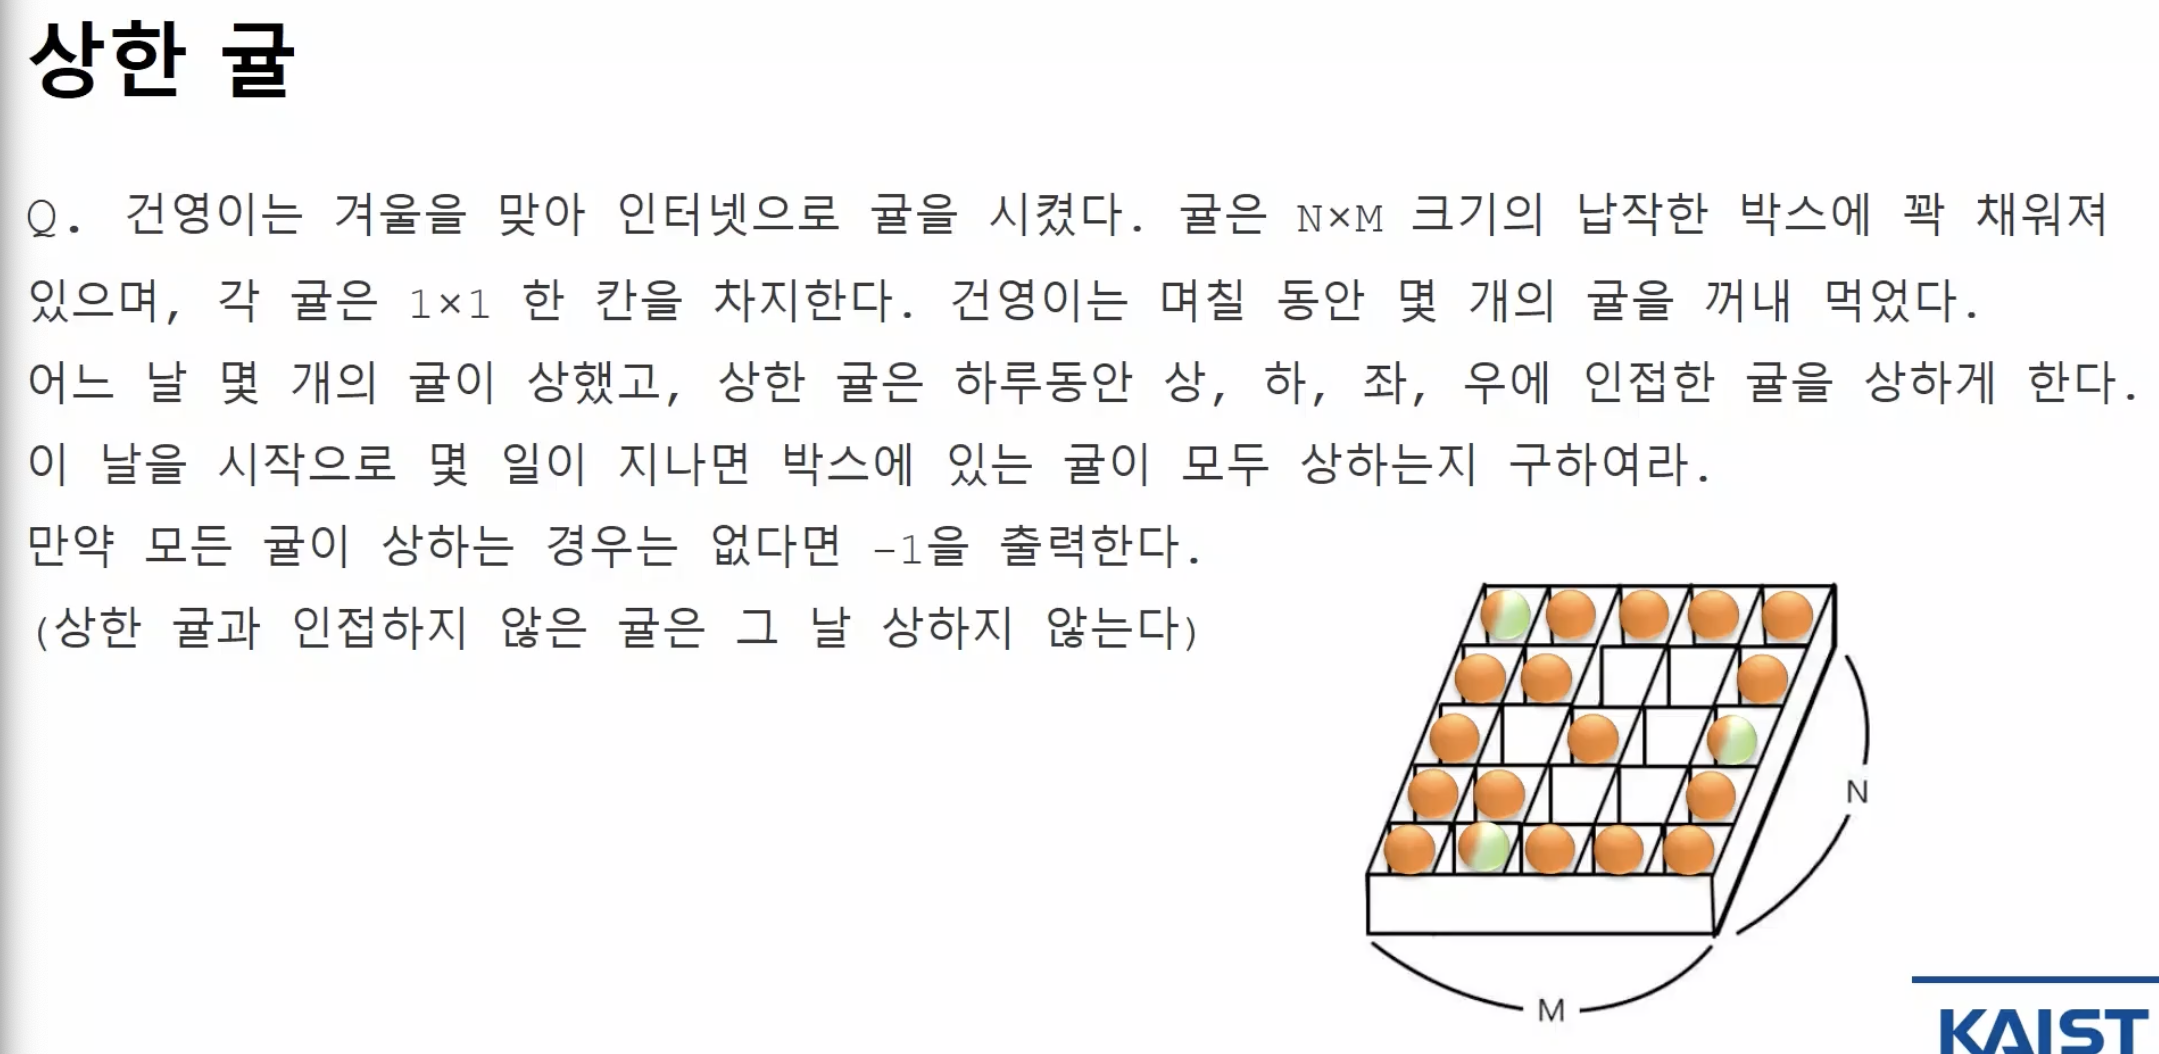 상한 귤
Q. 건영이는 겨울을 맞아 인터넷으로 귤을 시켰다. 귤은 N×M 크기의 납작한 박스에 꽉 채워져
있으며, 각 귤은 1×1 한 칸을 차지한다. 건영이는 며칠 동안 몇 개의 귤을 꺼내 먹었다.
어느 날 몇 개의 귤이 상했고, 상한 귤은 하루동안 상, 하, 좌, 우에 인접한 귤을 상하게 한다.
이 날을 시작으로 몇 일이 지나면 박스에 있는 귤이 모두 상하는지 구하여라.
만약 모든 귤이 상하는 경우는 없다면 -1을 출력한다.
(상한 귤과 인접하지 않은 귤은 그 날 상하지 않는다)
N
M
KAIST